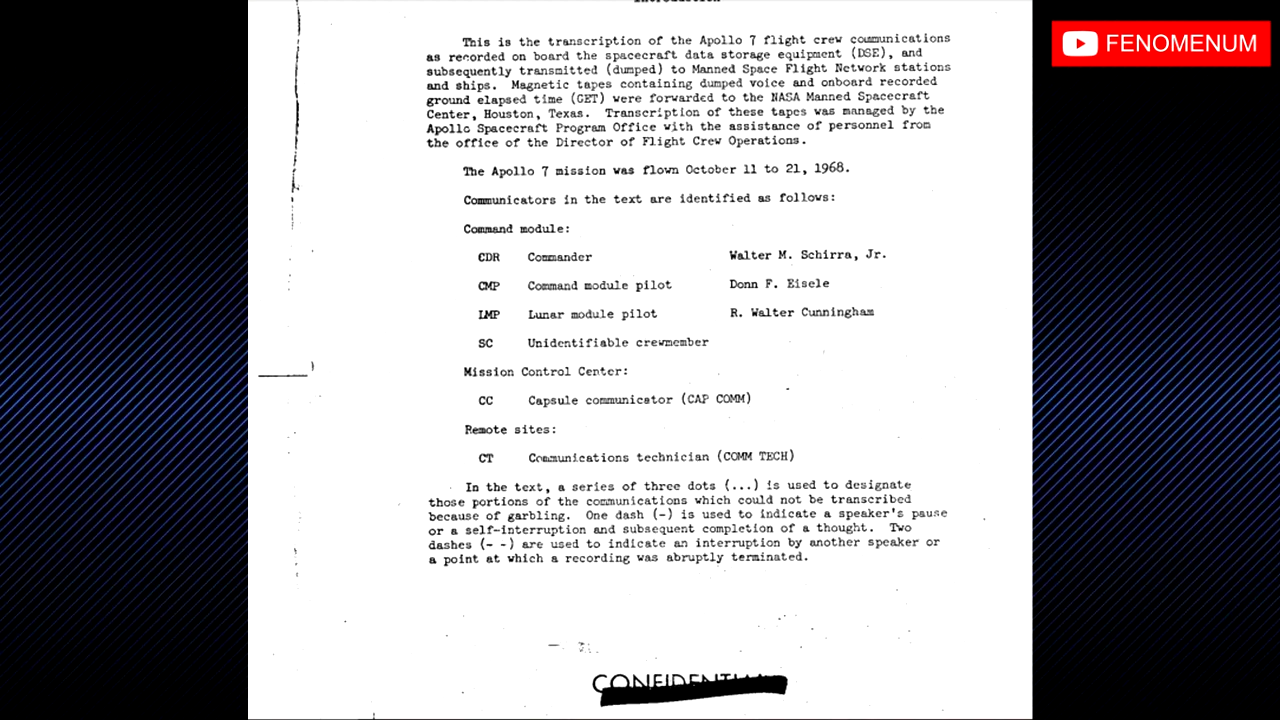 Introduction
FENOMENUM
This is the transcription of the Apollo 7 flight crew communications
as recorded on board the spacecraft data storage equipment (DSE), and
subsequently transmitted (dumped) to Manned Space Flight Network stations
and ships. Magnetic tapes containing dumped voice and onboard recorded
ground elapsed time (GET) were forwarded to the NASA Manned Spacecraft
Center, Houston, Texas. Transcription of these tapes was managed by the
Apollo Spacecraft Program Office with the assistance of personnel from
the office of the Director of Flight Crew Operations.
The Apollo 7 mission was flown October 11 to 21, 1968.
Communicators in the text are identified as follows:
Command module:
CDR Commander Walter M. Schirra, Jr.
CMP Command module pilot Donn F. Eisele
LMP Lunar module pilot R. Walter Cunningham
SC Unidentifiable crewmember
Mission Control Center:
CC Capsule communicator (CAP COMM)
Remote sites:
CT Communications technician (COMM TECH)
In the text, a series of three dots (...) is used to designate
those portions of the communications which could not be transcribed
because of garbling. One dash (-) is used to indicate a speaker's pause
or a self-interruption and subsequent completion of a thought. Two
dashes (- -) are used to indicate an interruption by another speaker or
a point at which a recording was abruptly terminated.
CONFIDENTIAL